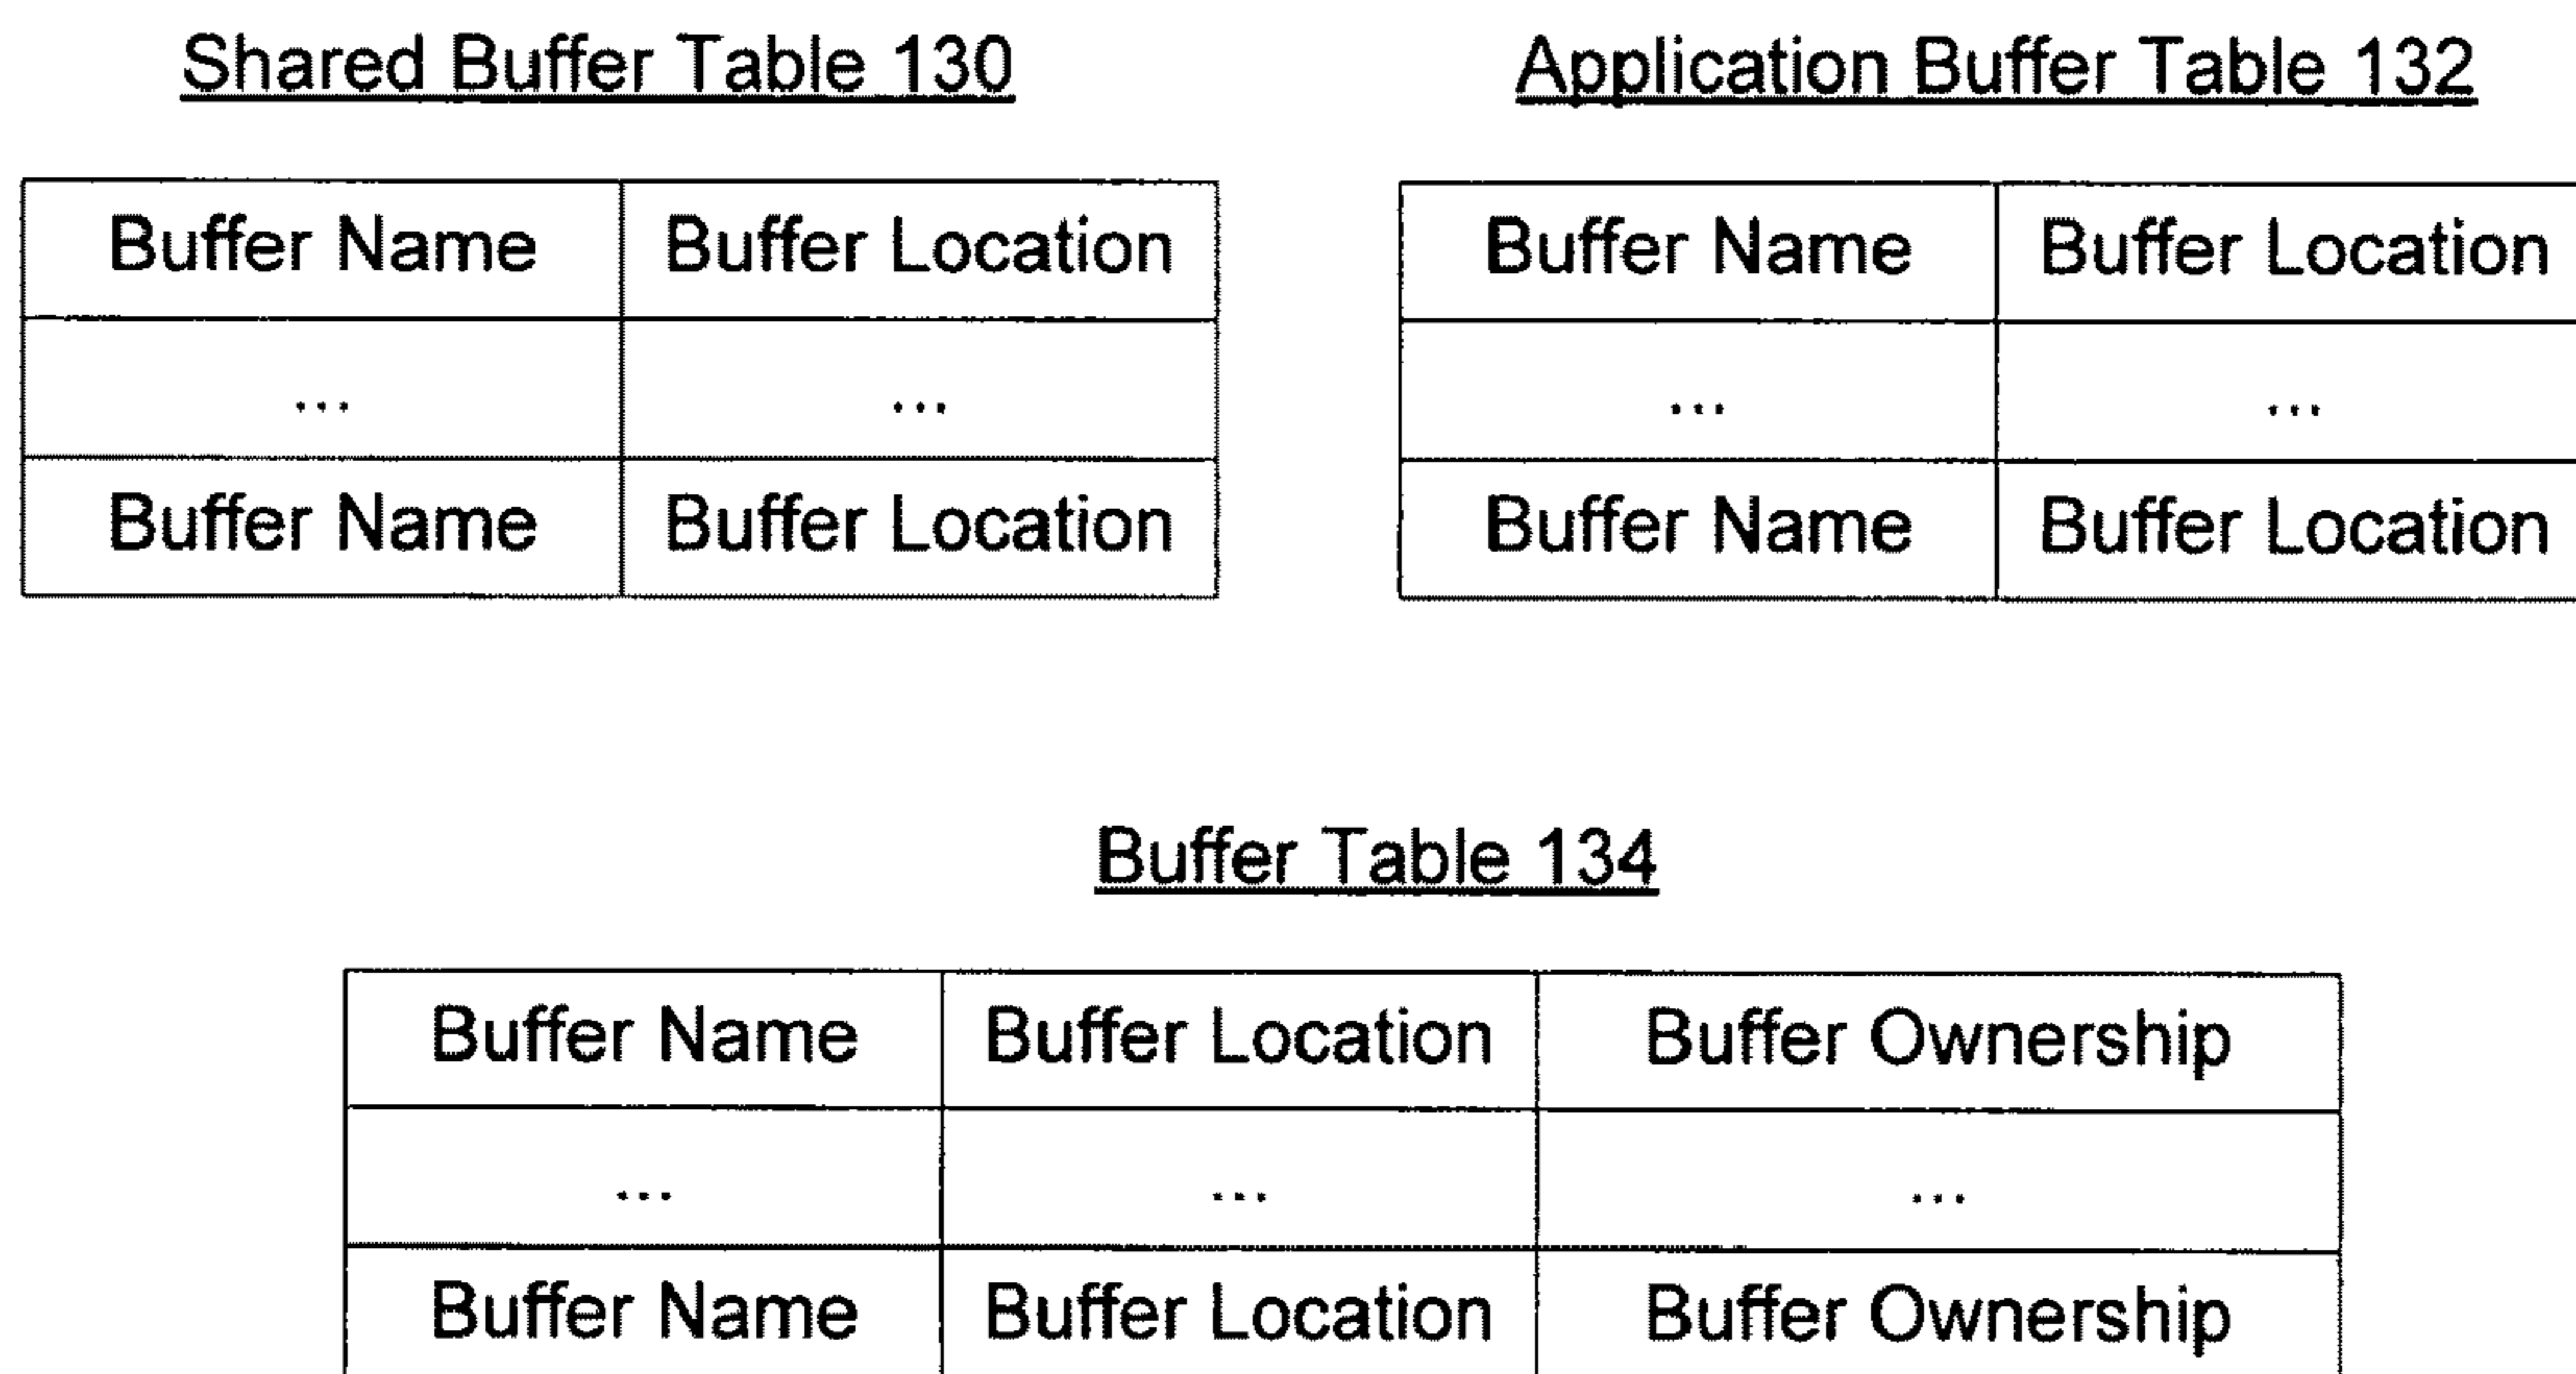 Shared Buffer Table 130
Buffer Name Buffer Location
... ...
Buffer Name Buffer Location
Application Buffer Table 132
Buffer Name Buffer Location
... ...
Buffer Name Buffer Location
Buffer Table 134
Buffer Name Buffer Location Buffer Ownership
... ... ...
Buffer Name Buffer Location Buffer Ownership